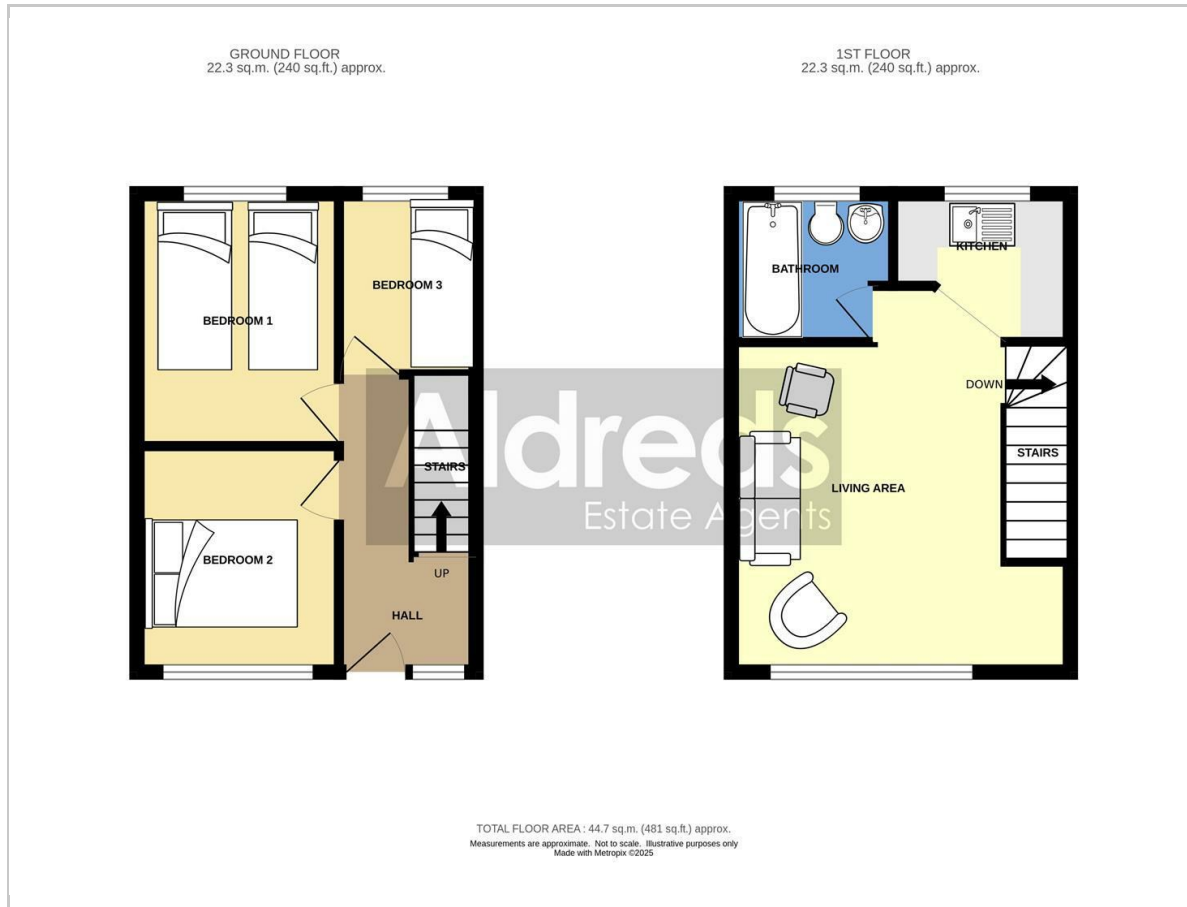 GROUND FLOOR
22.3 sq.m. (240 sq.ft.) approx.
1ST FLOOR
22.3 sq.m. (240 sq.ft.) approx.
BEDROOM 1
BEDROOM 3
BEDROOM 2
STAIRS
UP
HALL
BATHROOM
KITCHEN
DOWN
STAIRS
LIVING AREA
Aldreds
Estate Agents
TOTAL FLOOR AREA : 44.7 sq.m. (481 sq.ft.) approx.
Measurements are approximate. Not to scale. Illustrative purposes only
Made with Metropix ©2025